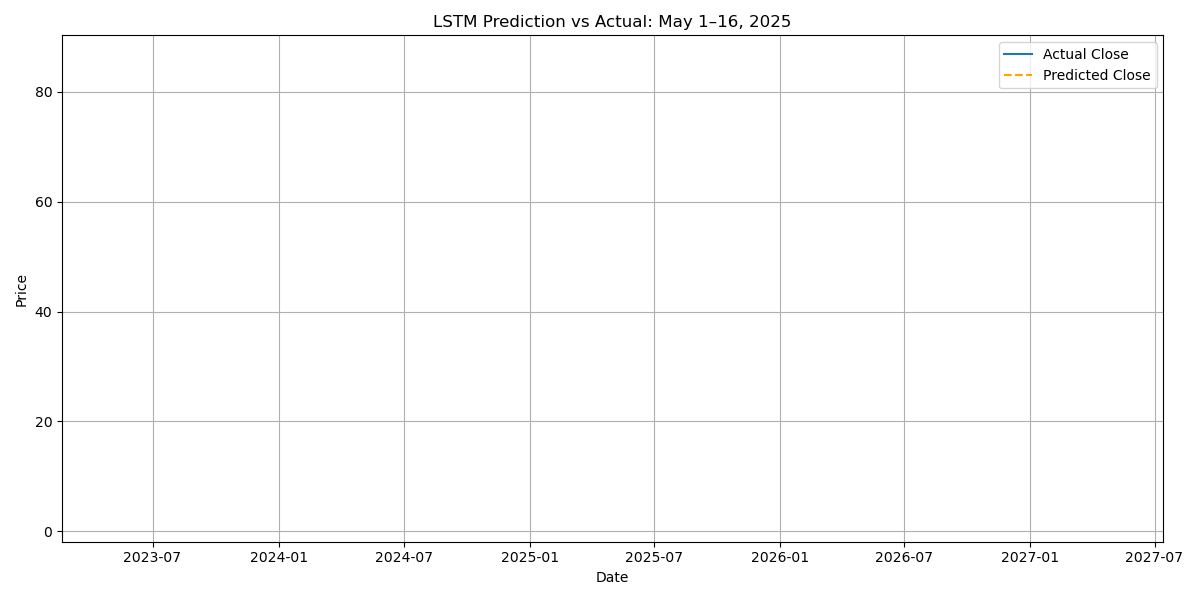 LSTM Prediction vs Actual: May 1–16, 2025
Actual Close
Predicted Close
80
60
40
20
0
Price
2023-07 2024-01 2024-07 2025-01 2025-07 2026-01 2026-07 2027-01 2027-07
Date